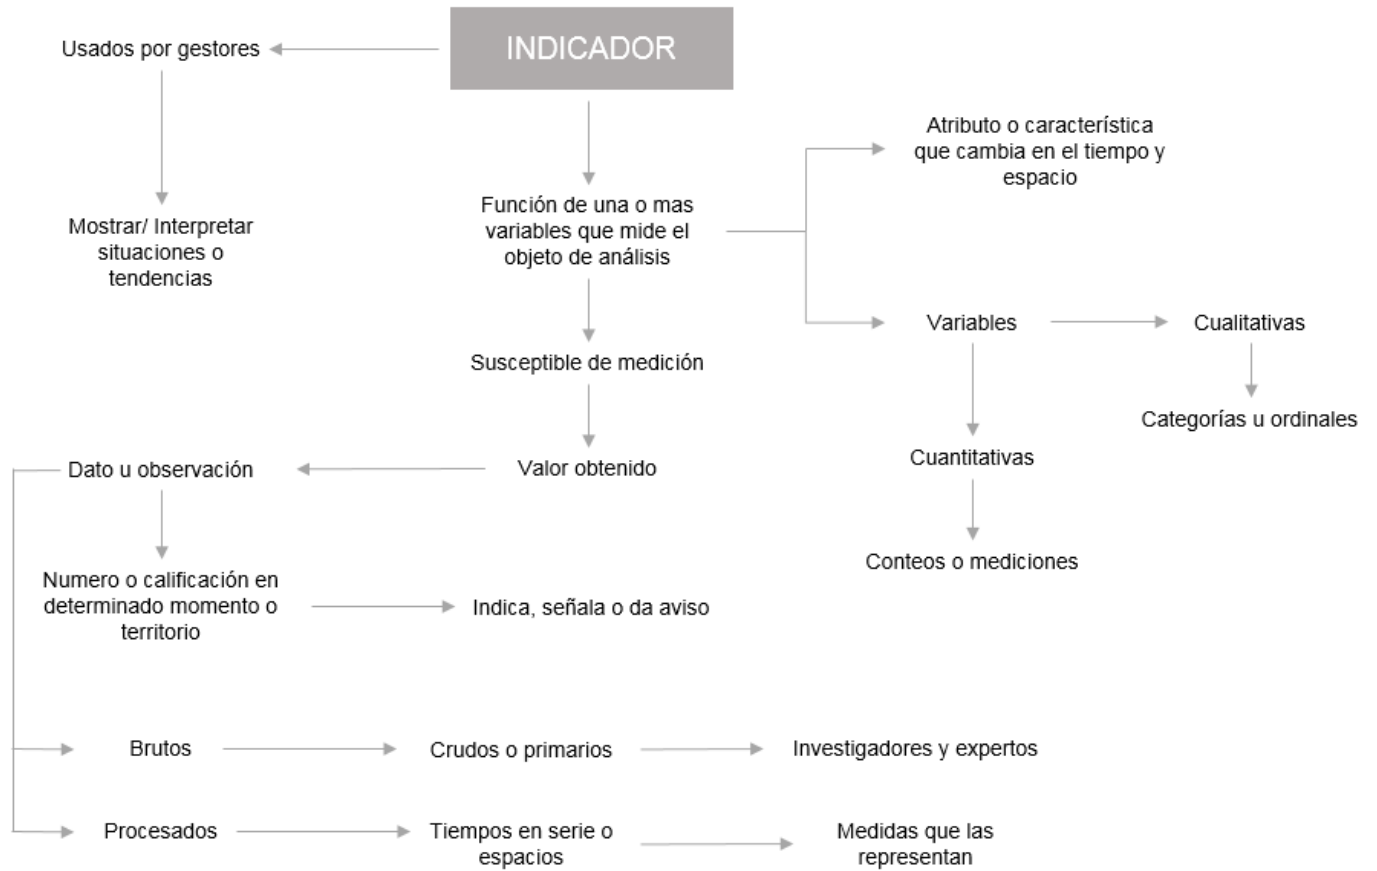 INDICADOR
Usados por gestores
Mostrar/ Interpretar
situaciones o
tendencias
Función de una o mas
variables que mide el
objeto de análisis
Atributo o característica
que cambia en el tiempo y
espacio
Variables
Cualitativas
Categorías u ordinales
Cuantitativas
Conteos o mediciones
Susceptible de medición
Valor obtenido
Dato u observación
Numero o calificación en
determinado momento o
territorio
Indica, señala o da aviso
Brutos
Crudos o primarios
Investigadores y expertos
Procesados
Tiempos en serie o
espacios
Medidas que las
representan